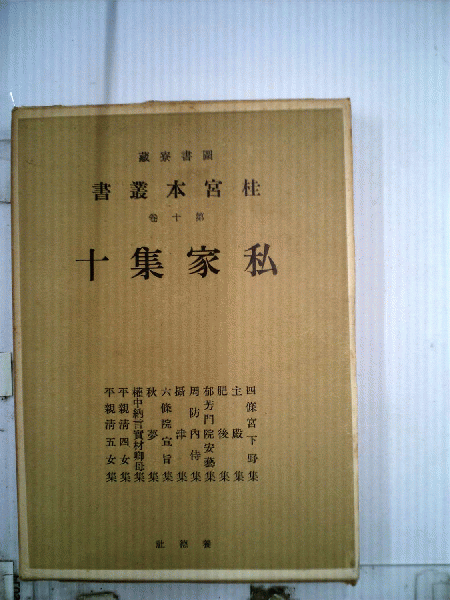 圖書寮藏
桂宮本叢書
第十卷
私家集十
四條宮下野集
主殿集
肥後集
郁芳門院安藝集
周防內侍集
攝津集
六條院宣旨集
秋夢集
權中納言實材卿母集
平親清四女集
平親清五女集
養德社